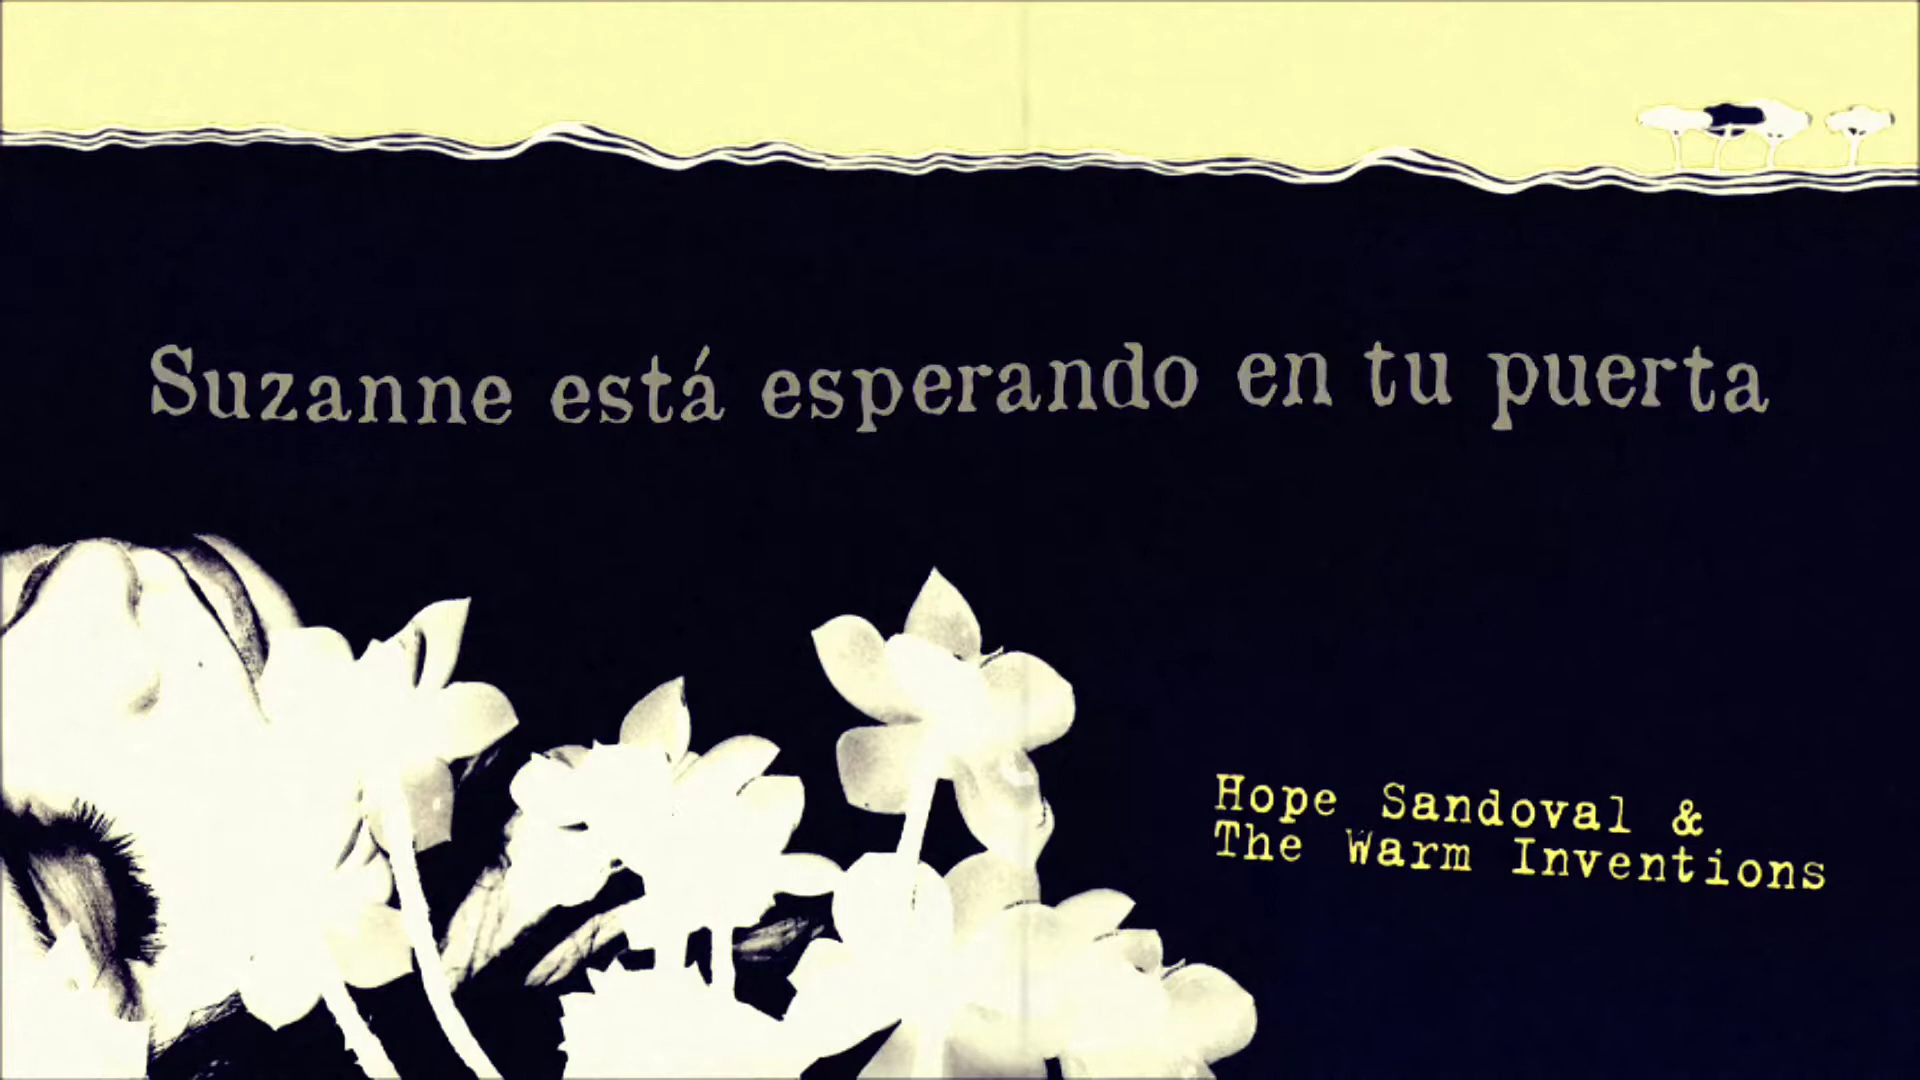 Suzanne está esperando en tu puerta
Hope Sandoval &
The Warm Inventions